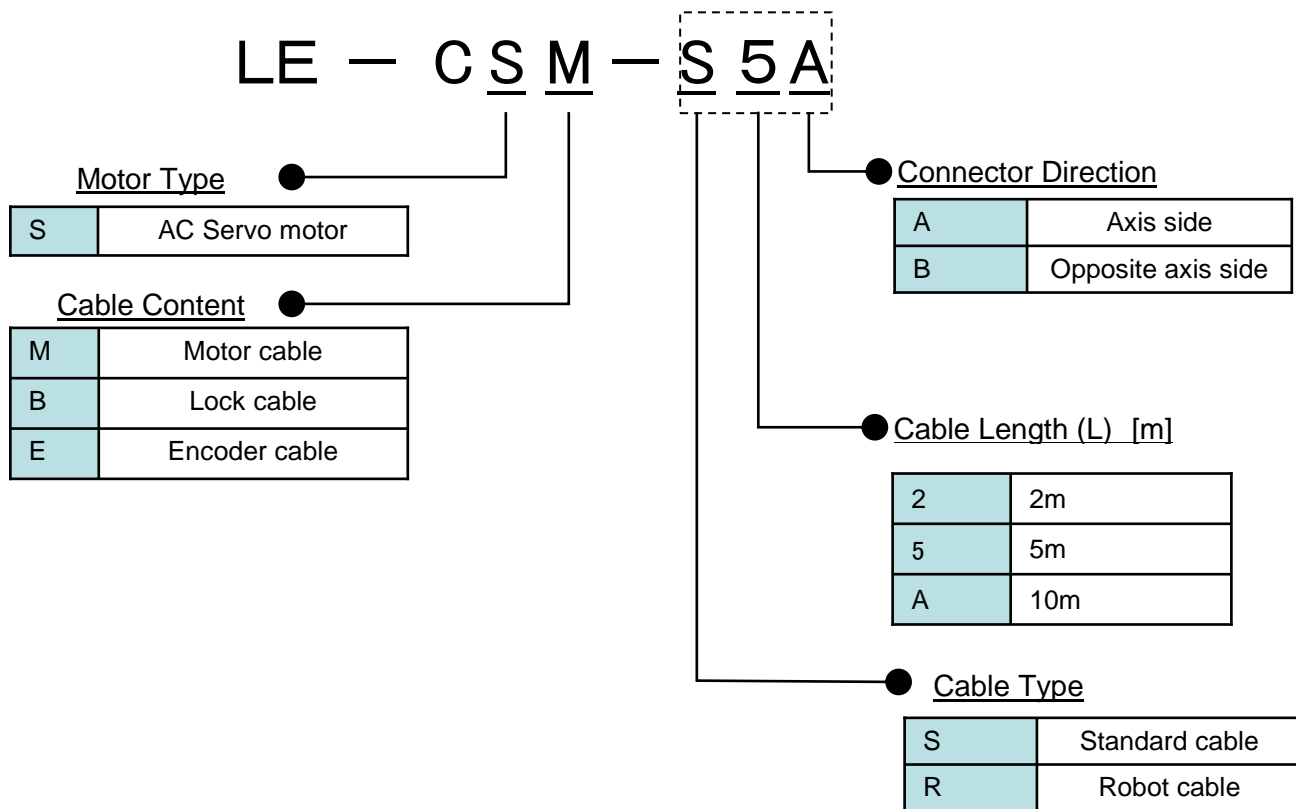 LE － CSM－S5A
Motor Type
S AC Servo motor
Cable Content
M Motor cable
B Lock cable
E Encoder cable
Connector Direction
A Axis side
B Opposite axis side
Cable Length (L) [m]
2 2m
5 5m
A 10m
Cable Type
S Standard cable
R Robot cable